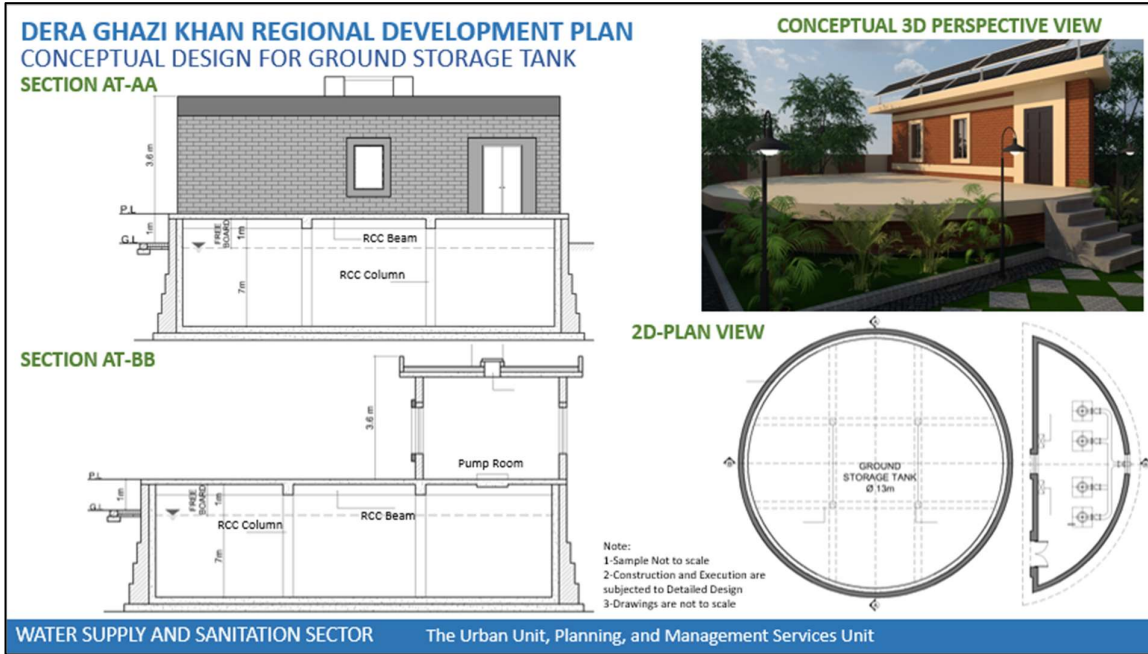 DERA GHAZI KHAN REGIONAL DEVELOPMENT PLAN
CONCEPTUAL DESIGN FOR GROUND STORAGE TANK
SECTION AT-AA
3.6 m
P.L
1m
G.L
FREE
BOARD
1m
RCC Beam
RCC Column
7m
SECTION AT-BB
3.6 m
Pump Room
P.L
1m
G.L
FREE
BOARD
1m
RCC Column
RCC Beam
7m
CONCEPTUAL 3D PERSPECTIVE VIEW
2D-PLAN VIEW
A
B
GROUND
STORAGE TANK
Ø 13m
B
A
Note:
1-Sample Not to scale
2-Construction and Execution are
subjected to Detailed Design
3-Drawings are not to scale
WATER SUPPLY AND SANITATION SECTOR
The Urban Unit, Planning, and Management Services Unit